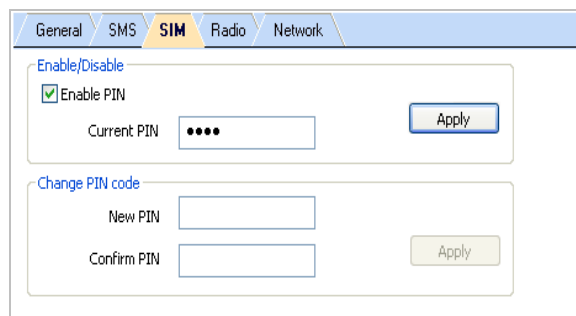 General SMS SIM Radio Network
Enable/Disable
Enable PIN
Current PIN •••• Apply
Change PIN code
New PIN
Confirm PIN Apply